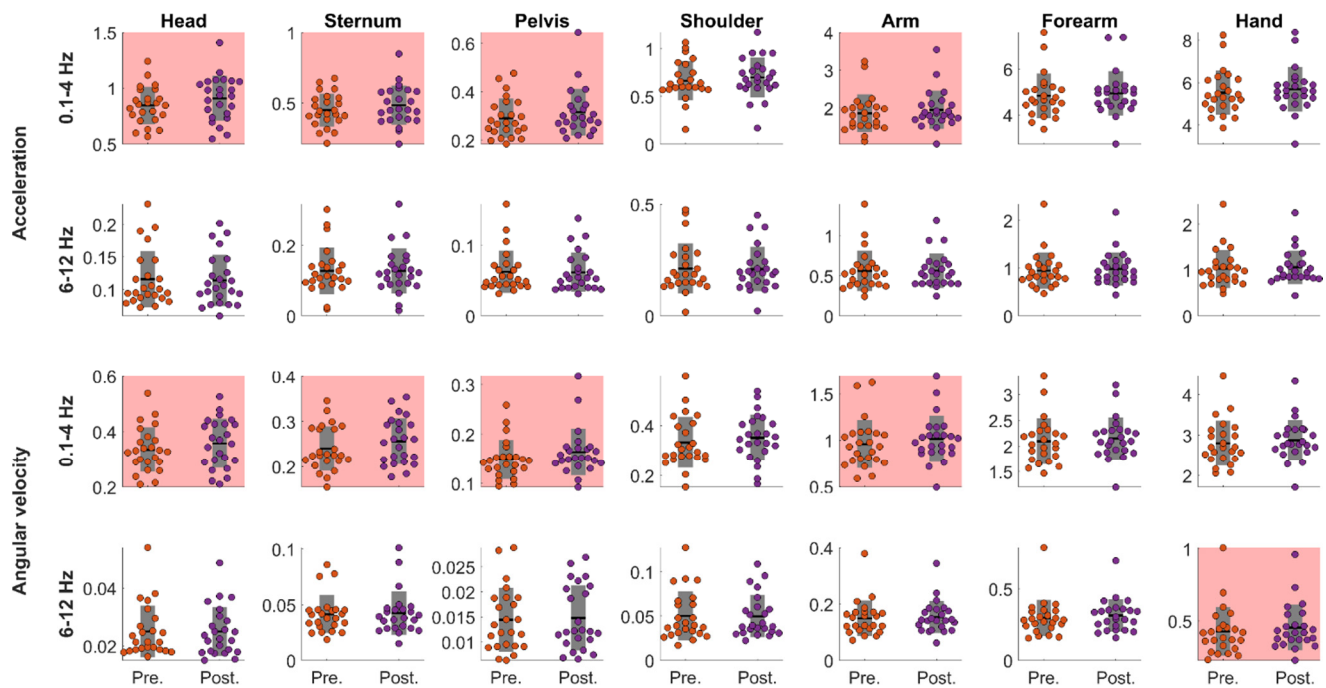 Head Sternum Pelvis Shoulder Arm Forearm Hand
Acceleration
0.1-4 Hz
1.5 1 0.5
1 0.5 0
0.6 0.4 0.2
1 0.5 0
4 3 2 1
6 4
8 6 4
6-12 Hz
0.2 0.15 0.1
0.2 0
0.1 0
0.5 0
1 0.5 0
2 1 0
2 1 0
Angular velocity
0.1-4 Hz
0.6 0.4 0.2
0.4 0.3 0.2
0.3 0.2 0.1
0.4 0.2
1.5 1 0.5
3 2.5 2 1.5
4 3 2
6-12 Hz
0.04 0.02
0.1 0.05 0
0.025 0.02 0.015 0.01
0.1 0.05 0
0.4 0.2 0
0.5 0
1 0.5
Pre. Post. Pre. Post. Pre. Post. Pre. Post. Pre. Post. Pre. Post. Pre. Post.